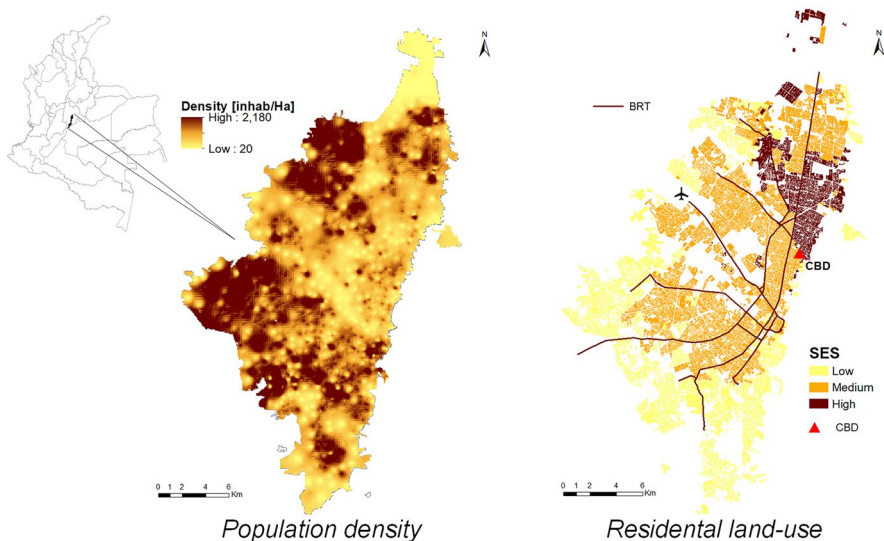 N
Density [inhab/Ha]
High : 2,180
Low : 20
0 1 2 4 6
Km
Population density
N
BRT
CBD
SES
Low
Medium
High
CBD
0 1 2 4 6
Km
Residental land-use